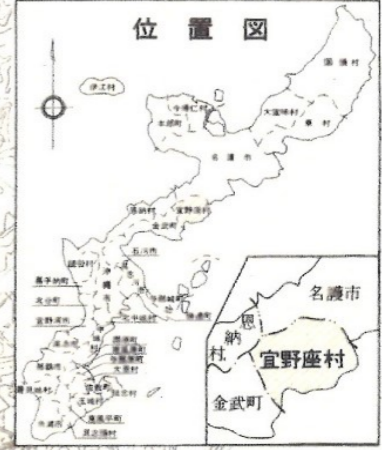 位置図
国頭村
伊江村
今帰仁村
大宜味村
東村
本部町
名護市
恩納村
宜野座村
金武町
石川市
読谷村
沖縄市
嘉手納町
北谷町
宜野湾市
与那城町
勝連町
北中城村
中城村
西原町
浦添市
那覇市
南風原町
大里村
佐敷町
知念村
玉城村
豊見城村
糸満市
東風平町
具志頭村
名護市
恩納村
宜野座村
金武町